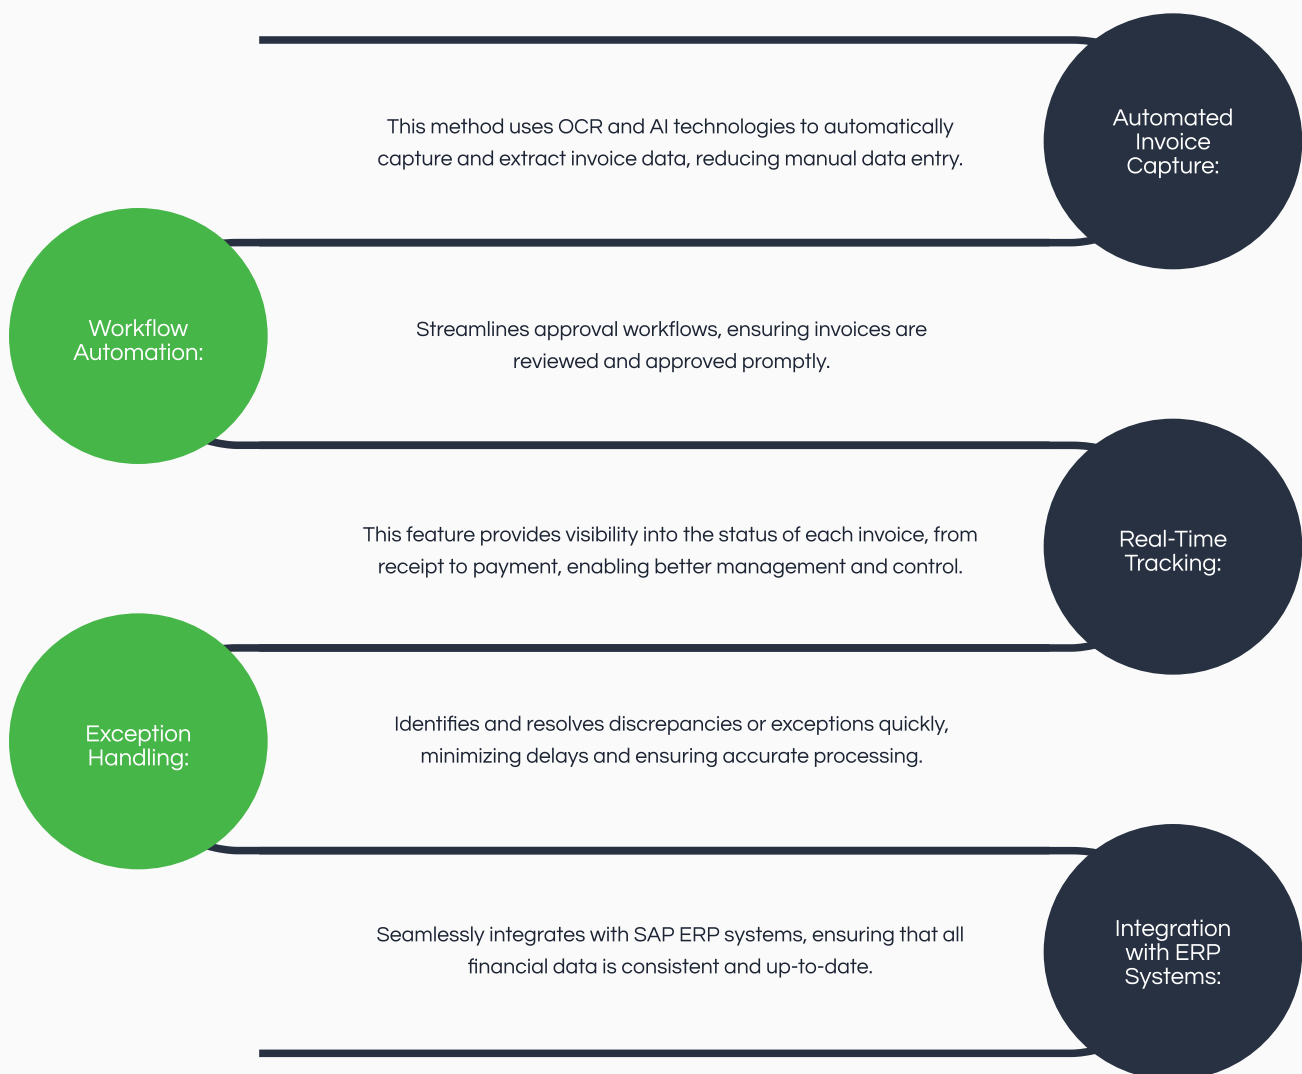 Automated
Invoice
Capture:
This method uses OCR and AI technologies to automatically
capture and extract invoice data, reducing manual data entry.
Workflow
Automation:
Streamlines approval workflows, ensuring invoices are
reviewed and approved promptly.
Real-Time
Tracking:
This feature provides visibility into the status of each invoice, from
receipt to payment, enabling better management and control.
Exception
Handling:
Identifies and resolves discrepancies or exceptions quickly,
minimizing delays and ensuring accurate processing.
Integration
with ERP
Systems:
Seamlessly integrates with SAP ERP systems, ensuring that all
financial data is consistent and up-to-date.